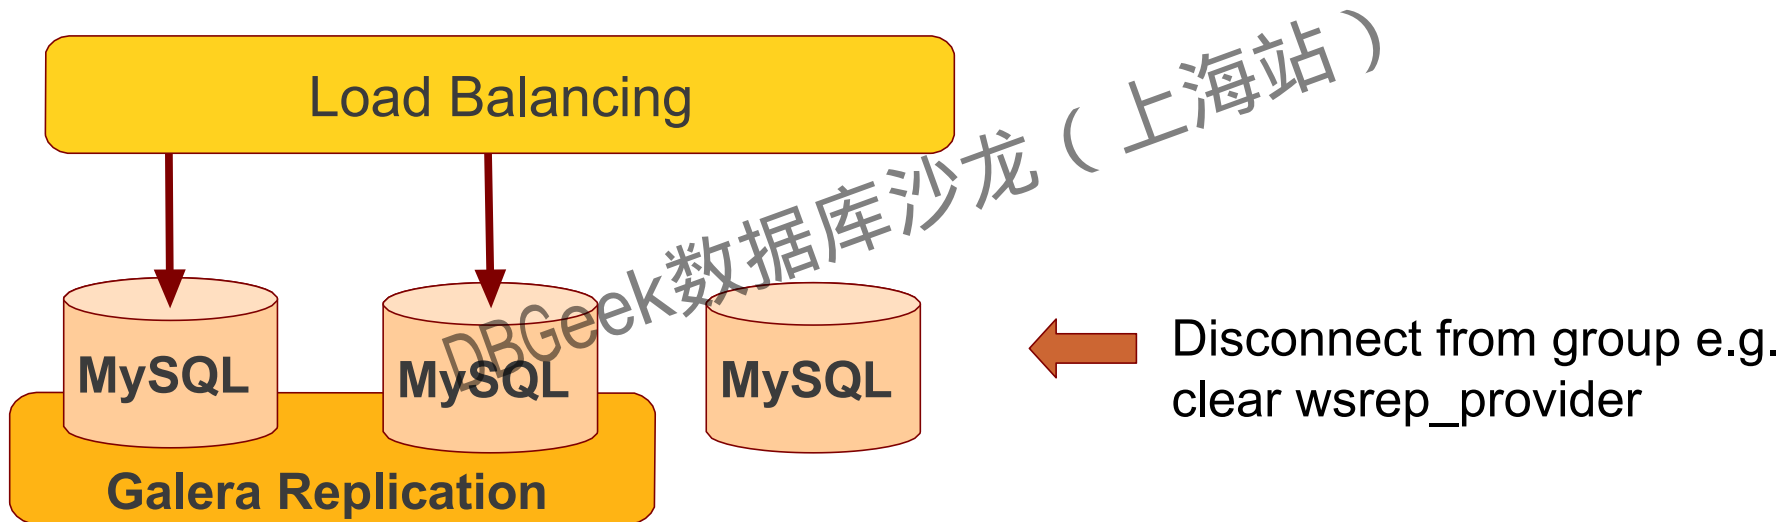 Load Balancing
DBGeek数据库沙龙（上海站）
MySQL
MySQL
MySQL
Disconnect from group e.g.
clear wsrep_provider
Galera Replication